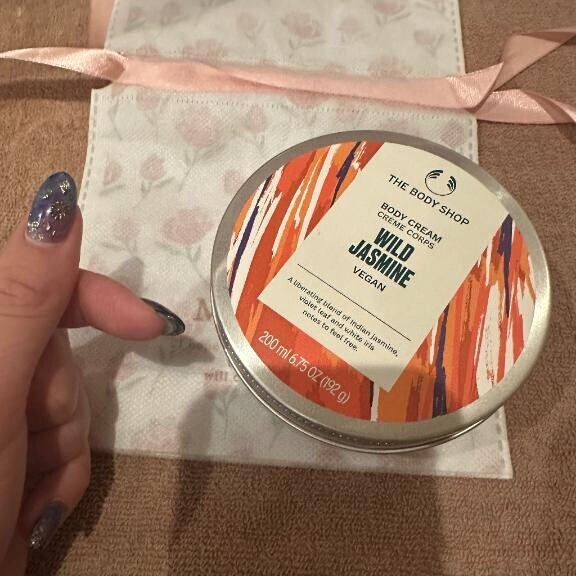 THE BODY SHOP
BODY CREAM
CRÈME CORPS
WILD
JASMINE
VEGAN
A liberating blend of Indian jasmine,
violet leaf and white iris
notes to feel free.
200 ml 6.75 OZ (192 g)
M
will